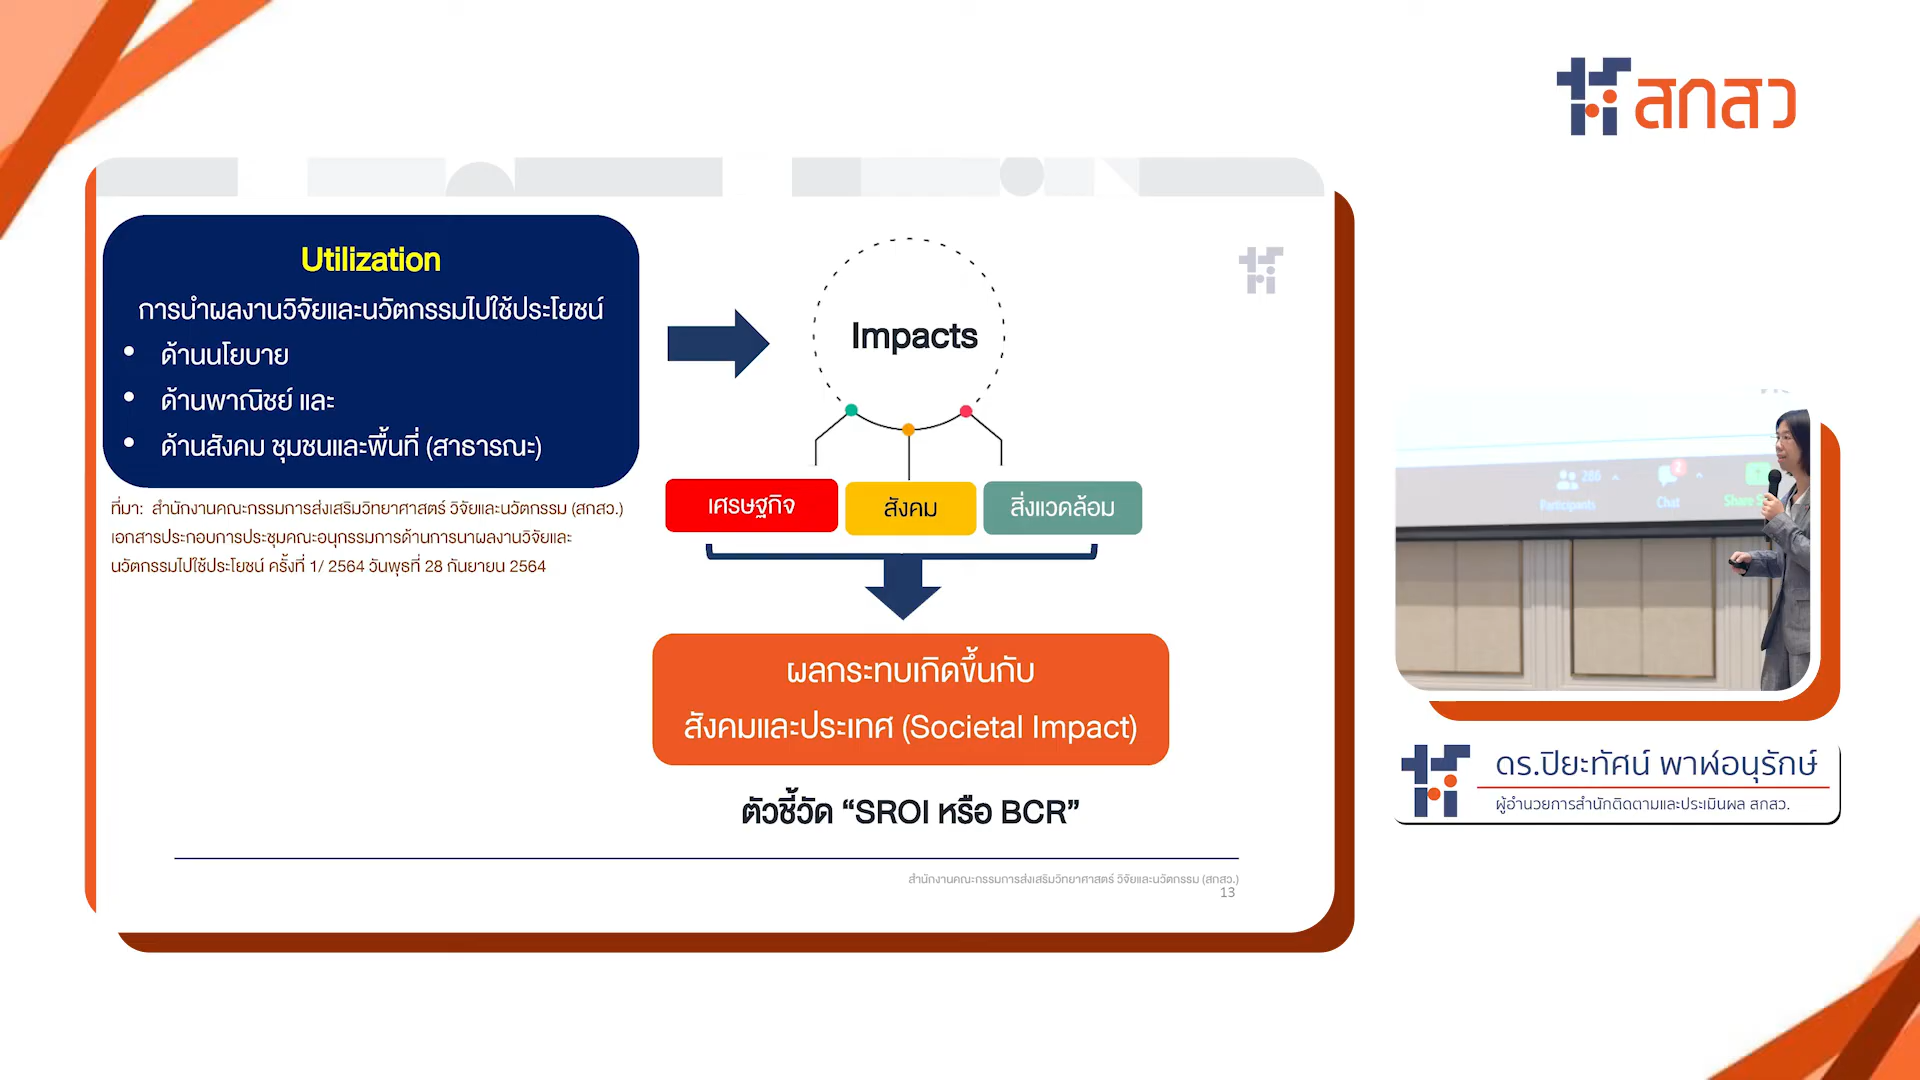 สกสว
Utilization
การนำผลงานวิจัยและนวัตกรรมไปใช้ประโยชน์
• ด้านนโยบาย
• ด้านพาณิชย์ และ
• ด้านสังคม ชุมชนและพื้นที่ (สาธารณะ)
ที่มา: สำนักงานคณะกรรมการส่งเสริมวิทยาศาสตร์ วิจัยและนวัตกรรม (สกสว.)
เอกสารประกอบการประชุมคณะอนุกรรมการด้านการนาผลงานวิจัยและ
นวัตกรรมไปใช้ประโยชน์ ครั้งที่ 1/ 2564 วันพุธที่ 28 กันยายน 2564
Impacts
เศรษฐกิจ
สังคม
สิ่งแวดล้อม
ผลกระทบเกิดขึ้นกับ
สังคมและประเทศ (Societal Impact)
ตัวชี้วัด “SROI หรือ BCR”
สำนักงานคณะกรรมการส่งเสริมวิทยาศาสตร์ วิจัยและนวัตกรรม (สกสว.)
13
286
2
Participants
Chat
Share S
ดร.ปิยะทัศน์ พาฬอนุรักษ์
ผู้อำนวยการสำนักติดตามและประเมินผล สกสว.